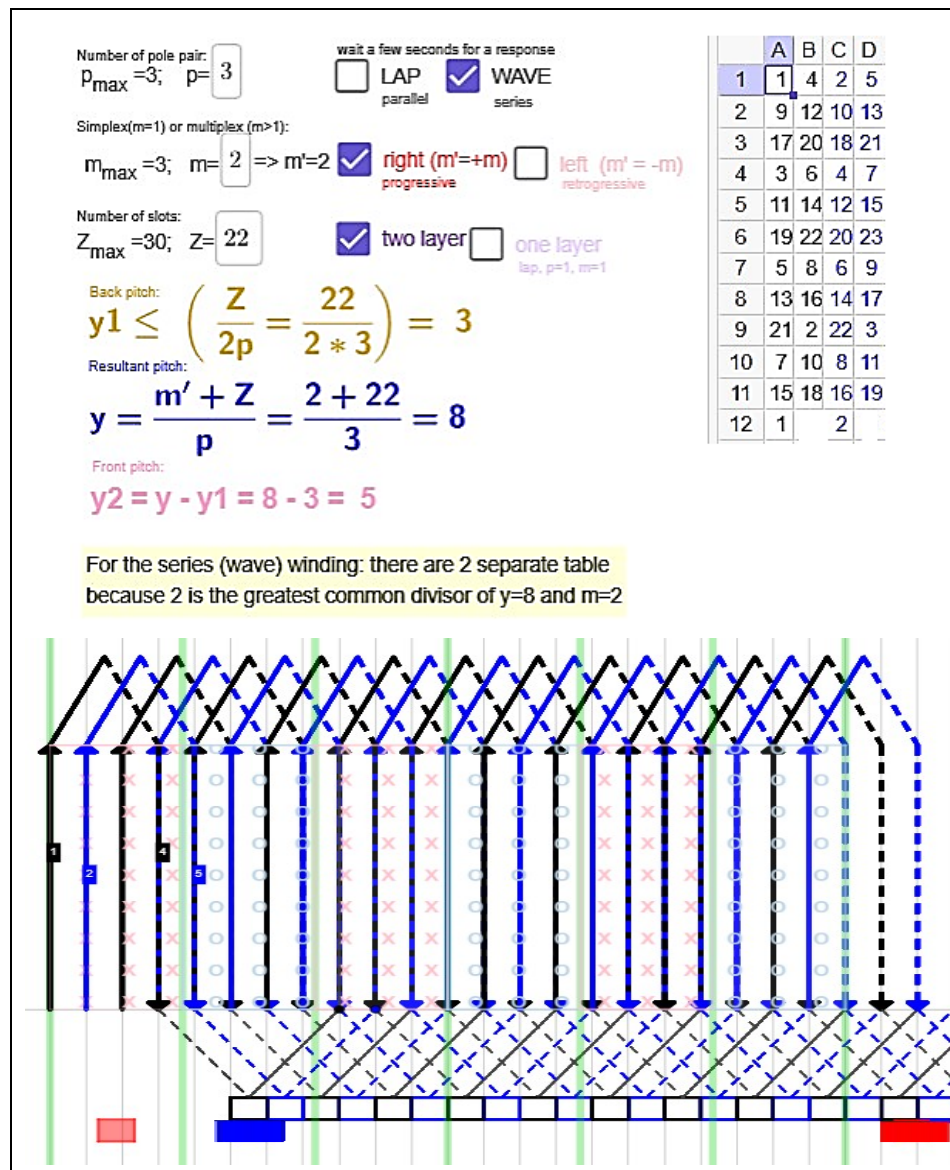 Number of pole pair:
p_max =3; p= 3
wait a few seconds for a response
LAP WAVE
parallel series
Simplex(m=1) or multiplex (m>1):
m_max =3; m= 2 => m'=2
right (m'=+m) left (m' = -m)
progressive retrogressive
Number of slots:
Z_max =30; Z= 22
two layer one layer
lap, p=1, m=1
Back pitch:
y1 ≤ ( Z/2p = 22/2 * 3 ) = 3
Resultant pitch:
y = m′ + Z/p = 2 + 22/3 = 8
Front pitch:
y2 = y - y1 = 8 - 3 = 5
A B C D
1 1 4 2 5
2 9 12 10 13
3 17 20 18 21
4 3 6 4 7
5 11 14 12 15
6 19 22 20 23
7 5 8 6 9
8 13 16 14 17
9 21 2 22 3
10 7 10 8 11
11 15 18 16 19
12 1 2
For the series (wave) winding: there are 2 separate table
because 2 is the greatest common divisor of y=8 and m=2
1 4
2 5